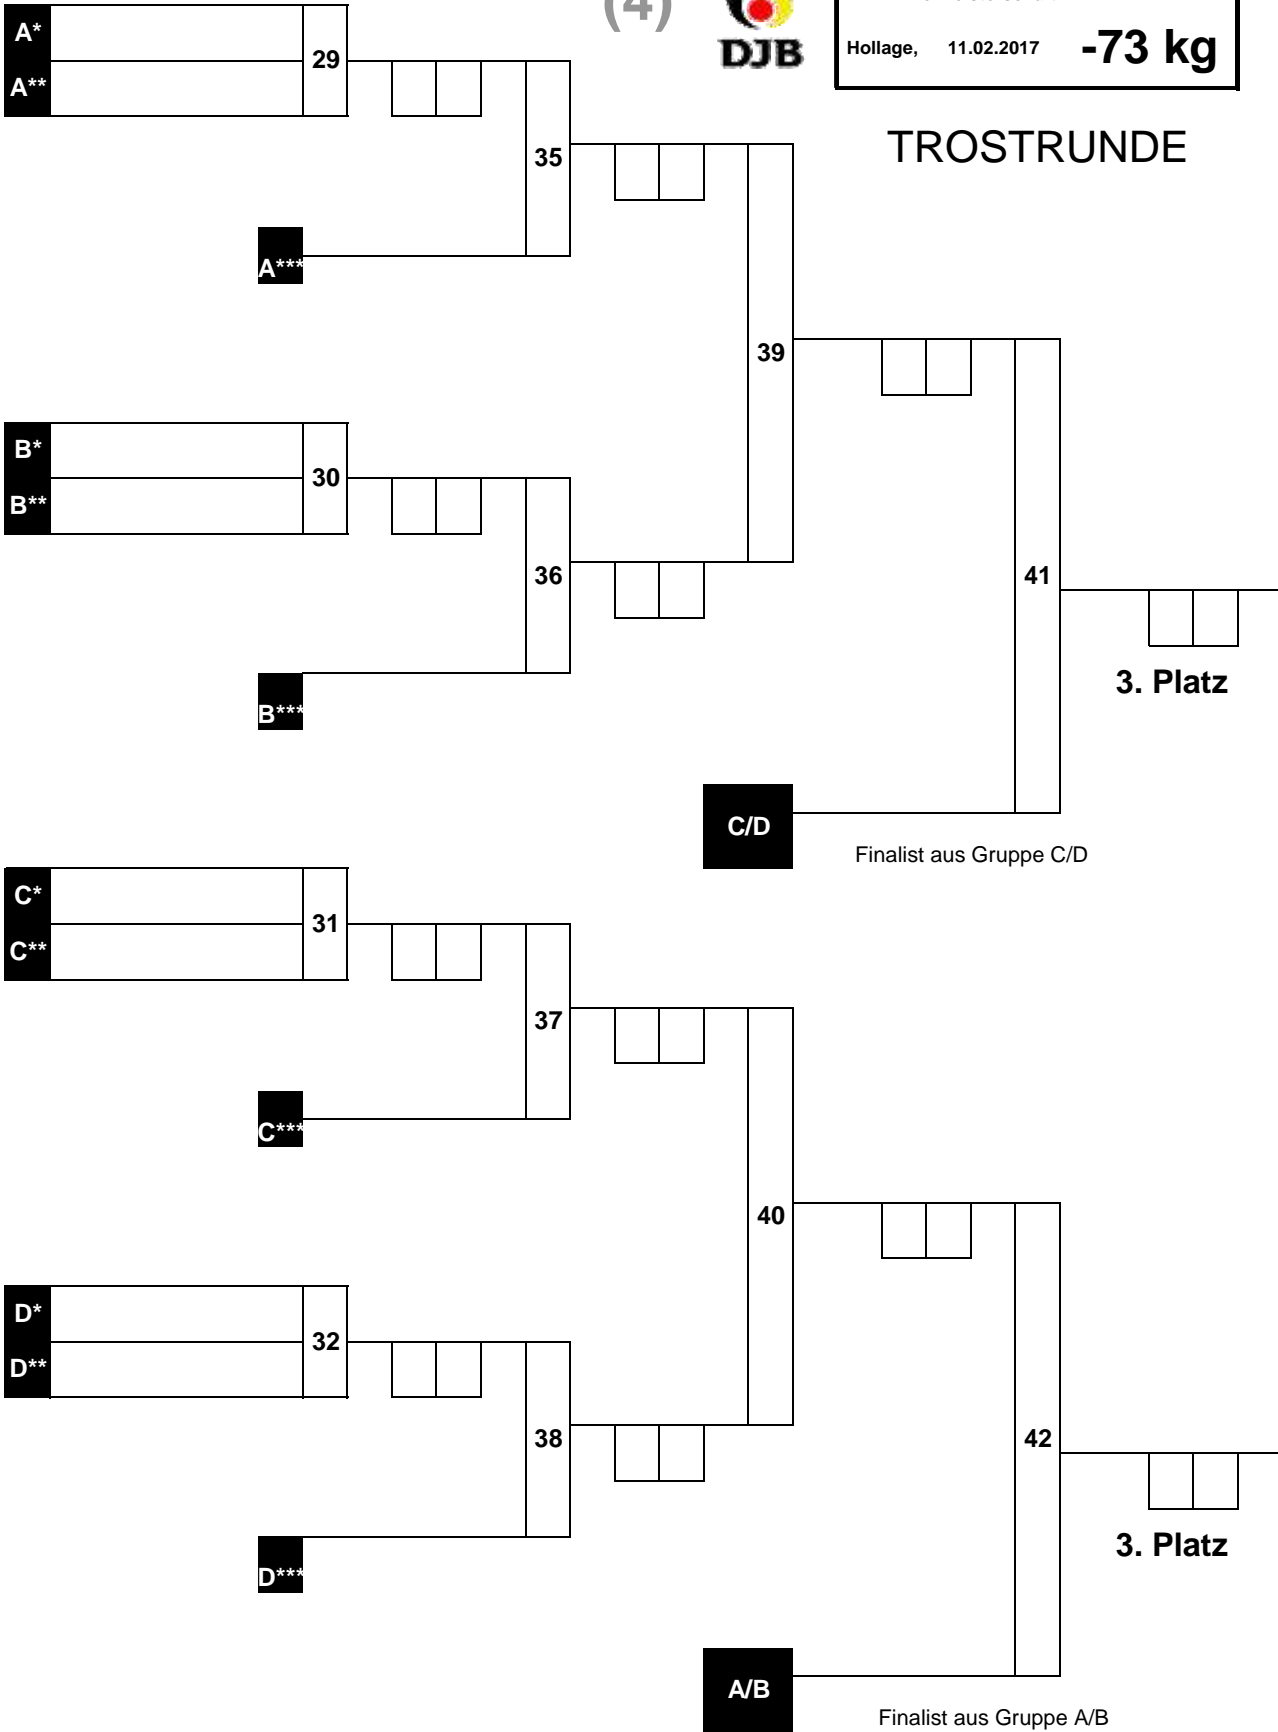 (4)
DJB
Hollage, 11.02.2017 -73 kg
TROSTRUNDE
A*
A**
29
35
A***
39
B*
B**
30
36
41
B***
3. Platz
C/D
Finalist aus Gruppe C/D
C*
C**
31
37
C***
40
D*
D**
32
38
42
D***
3. Platz
A/B
Finalist aus Gruppe A/B